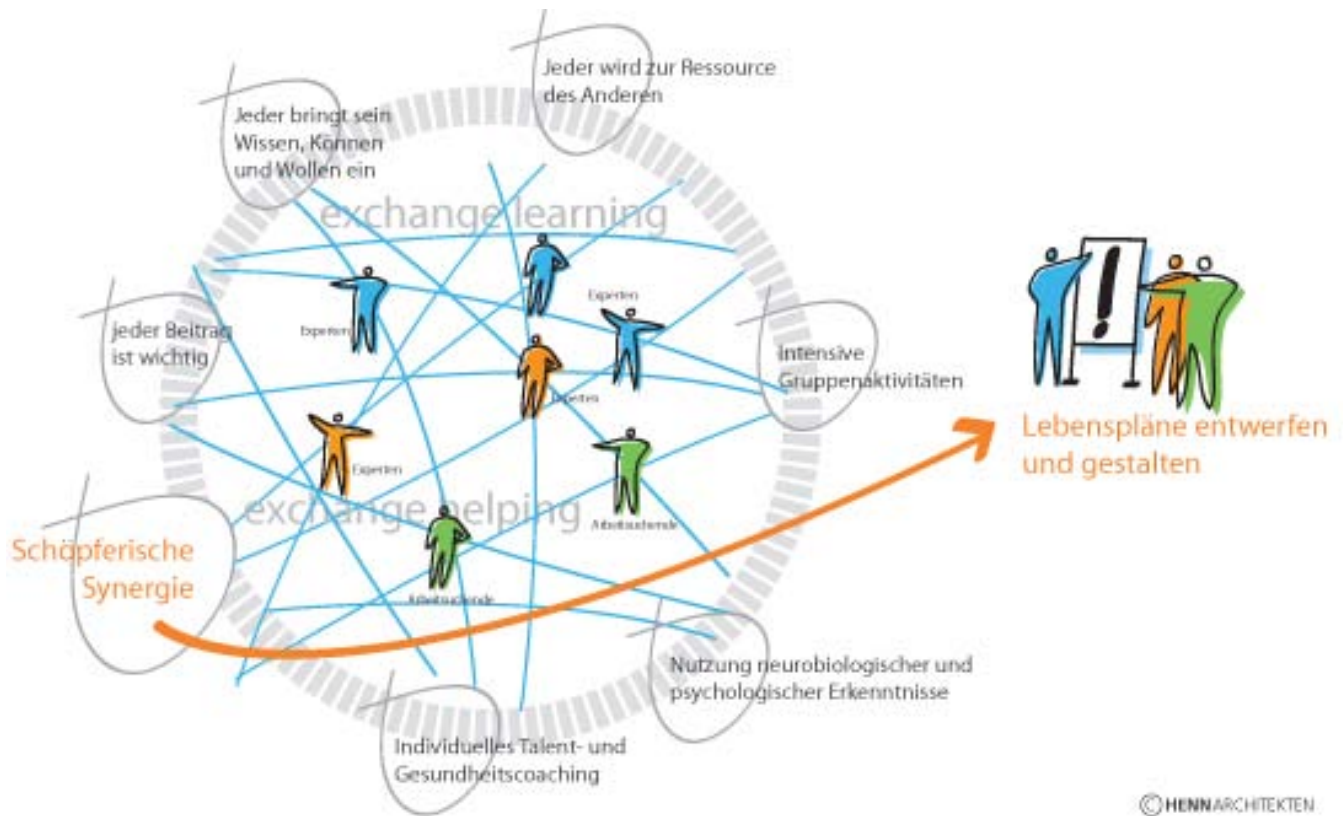 Jeder wird zur Ressource
des Anderen
Jeder bringt sein
Wissen, Können
und Wollen ein
exchange learning
Experten
Experten
jeder Beitrag
ist wichtig
Intensive
Gruppenaktivitäten
Experten
Lebenspläne entwerfen
und gestalten
Experten
exchange helping
Arbeitsuchende
Schöpferische
Synergie
Arbeitsuchende
Nutzung neurobiologischer und
psychologischer Erkenntnisse
Individuelles Talent- und
Gesundheitscoaching
©HENNARCHITEKTEN